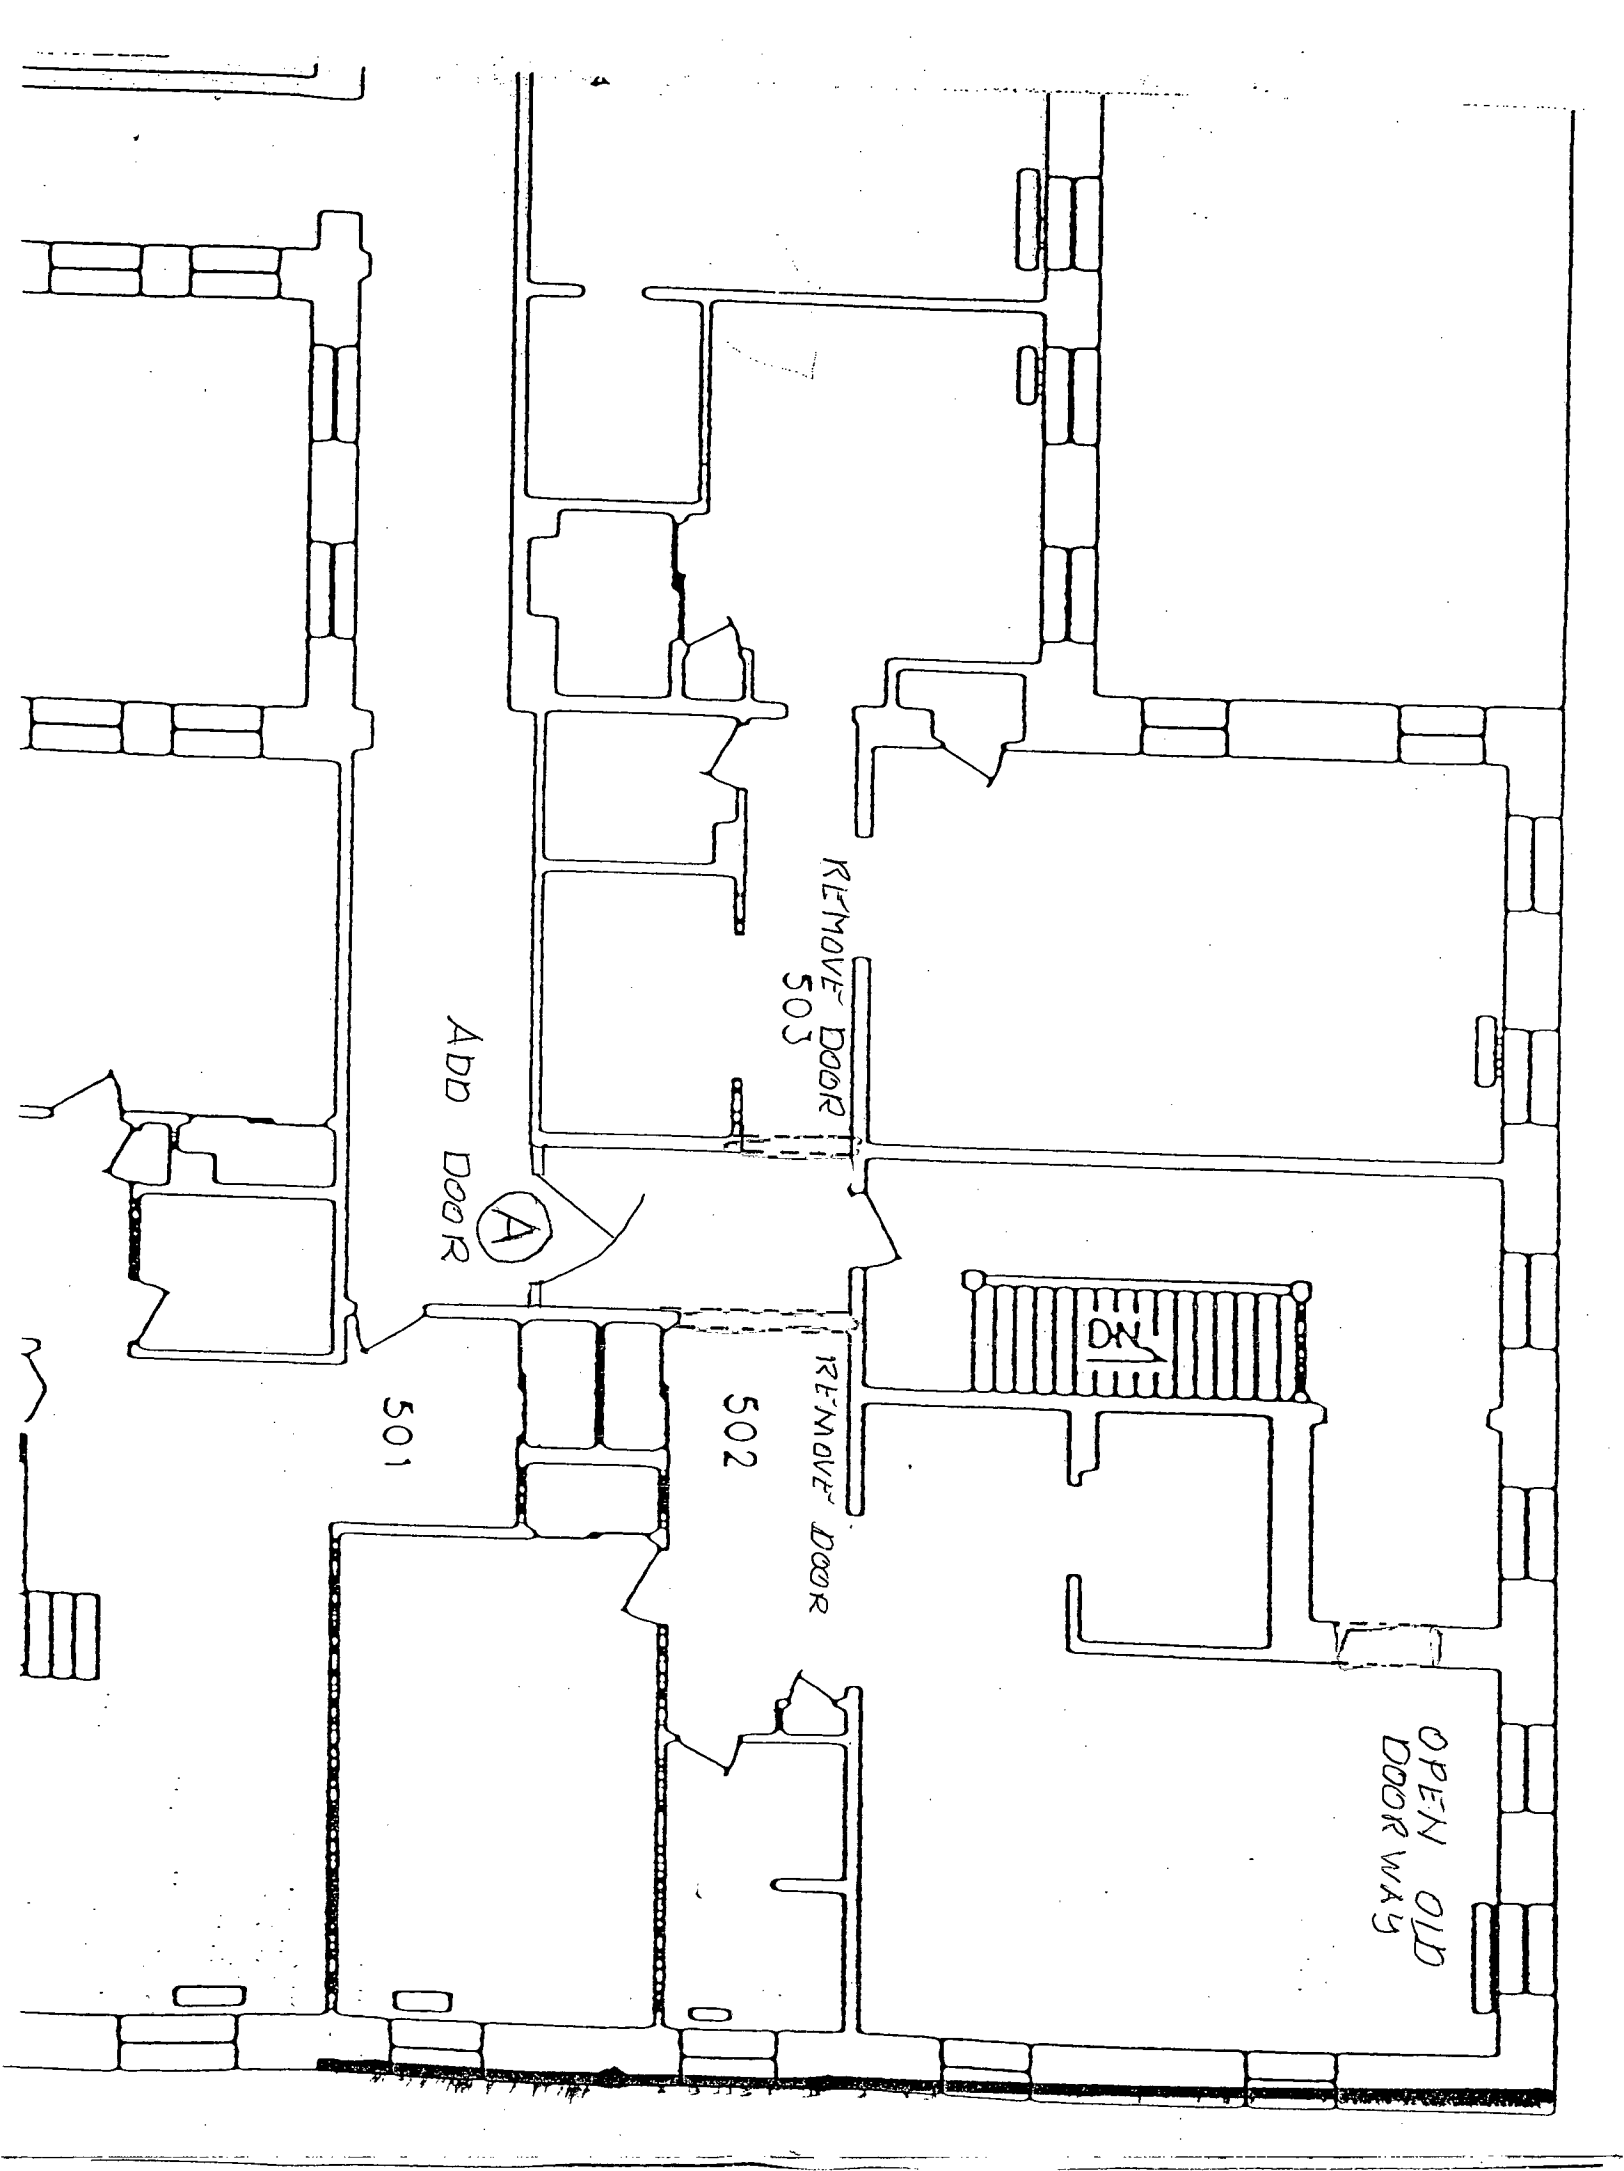 REMOVE DOOR
503
ADD DOOR
A
DN
501
502
REMOVE DOOR
OPEN OLD
DOORWAY